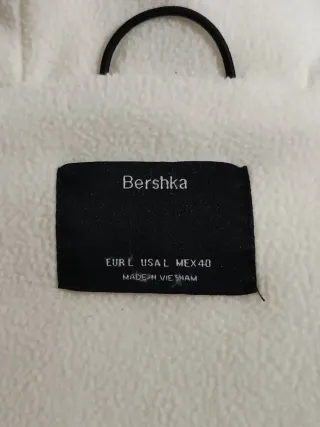 Bershka
EUR L USA L MEX 40
MADE IN VIETNAM